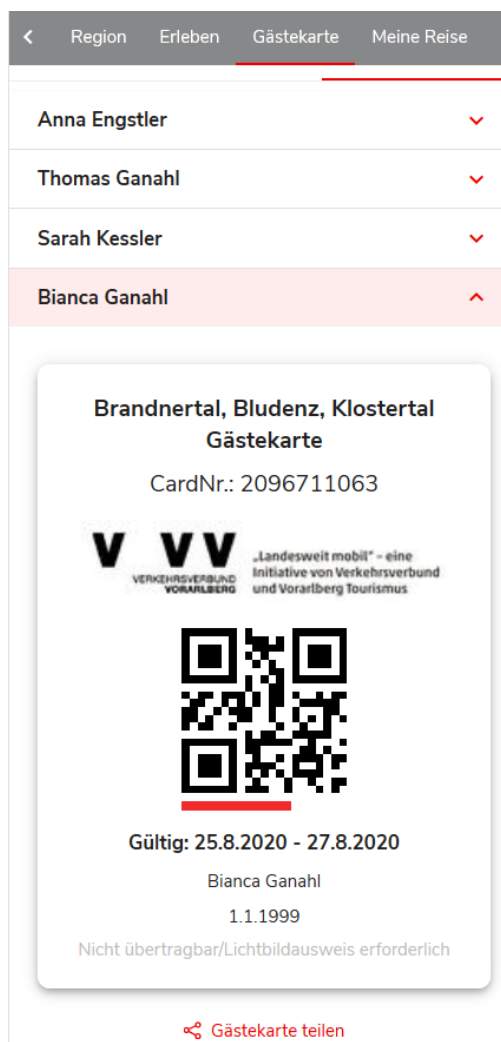 Region Erleben Gästekarte Meine Reise
Anna Engstler
Thomas Ganahl
Sarah Kessler
Bianca Ganahl
Brandnertal, Bludenz, Klostertal
Gästekarte
CardNr.: 2096711063
V VV
VERKEHRSVERBUND
VORARLBERG
„Landesweit mobil" – eine
Initiative von Verkehrsverbund
und Vorarlberg Tourismus
Gültig: 25.8.2020 - 27.8.2020
Bianca Ganahl
1.1.1999
Nicht übertragbar/Lichtbildausweis erforderlich
Gästekarte teilen